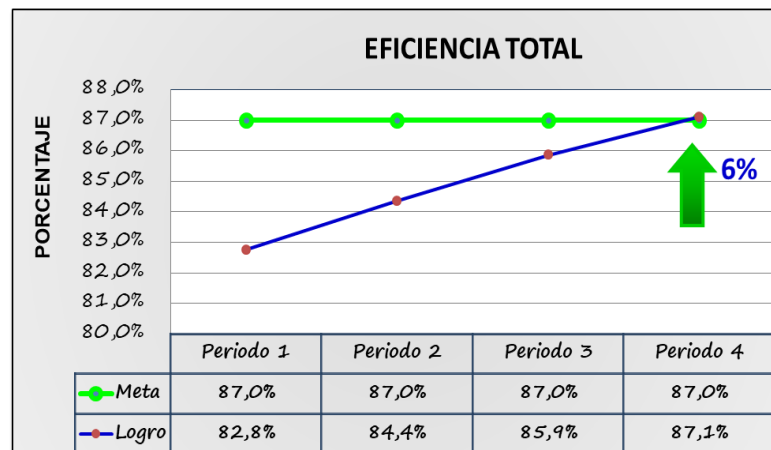 EFICIENCIA TOTAL
PORCENTAJE
88,0%
87,0%
86,0%
85,0%
84,0%
83,0%
82,0%
81,0%
80,0%
6%
Periodo 1 Periodo 2 Periodo 3 Periodo 4
Meta 87,0% 87,0% 87,0% 87,0%
Logro 82,8% 84,4% 85,9% 87,1%